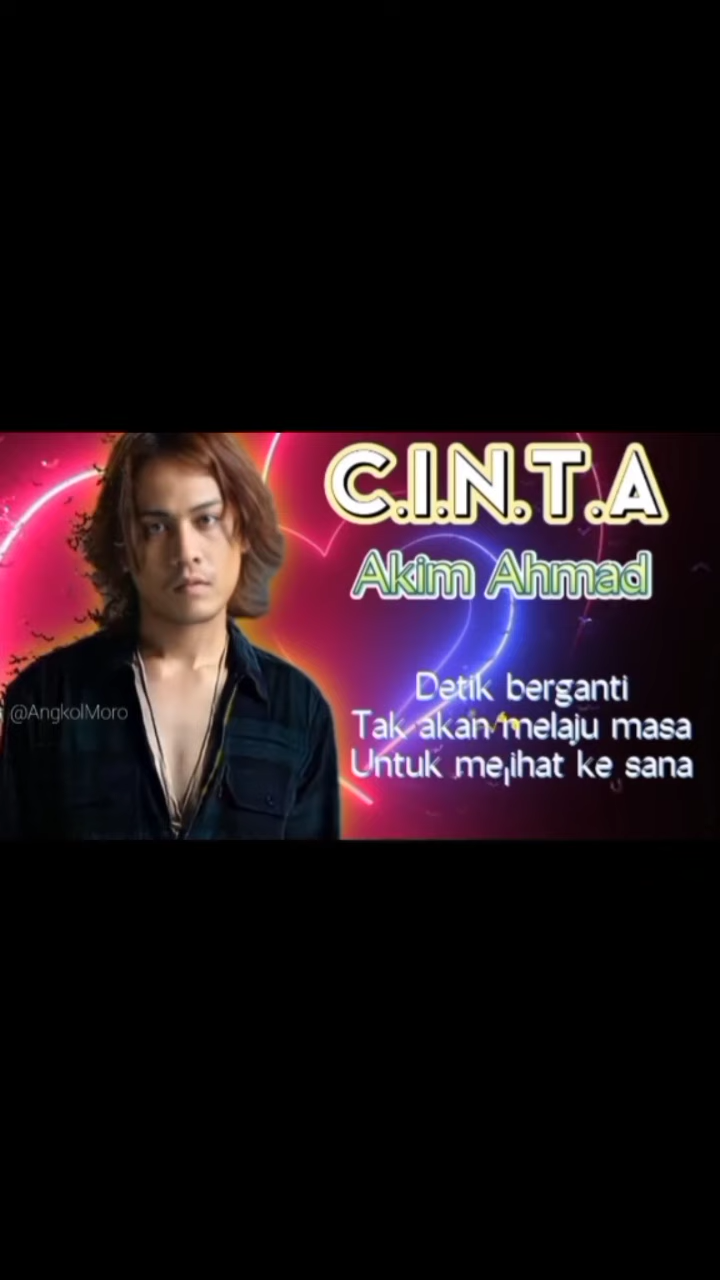 C.I.N.T.A
Akim Ahmad
Detik berganti
Tak akan melaju masa
Untuk melihat ke sana
@AngkolMoro